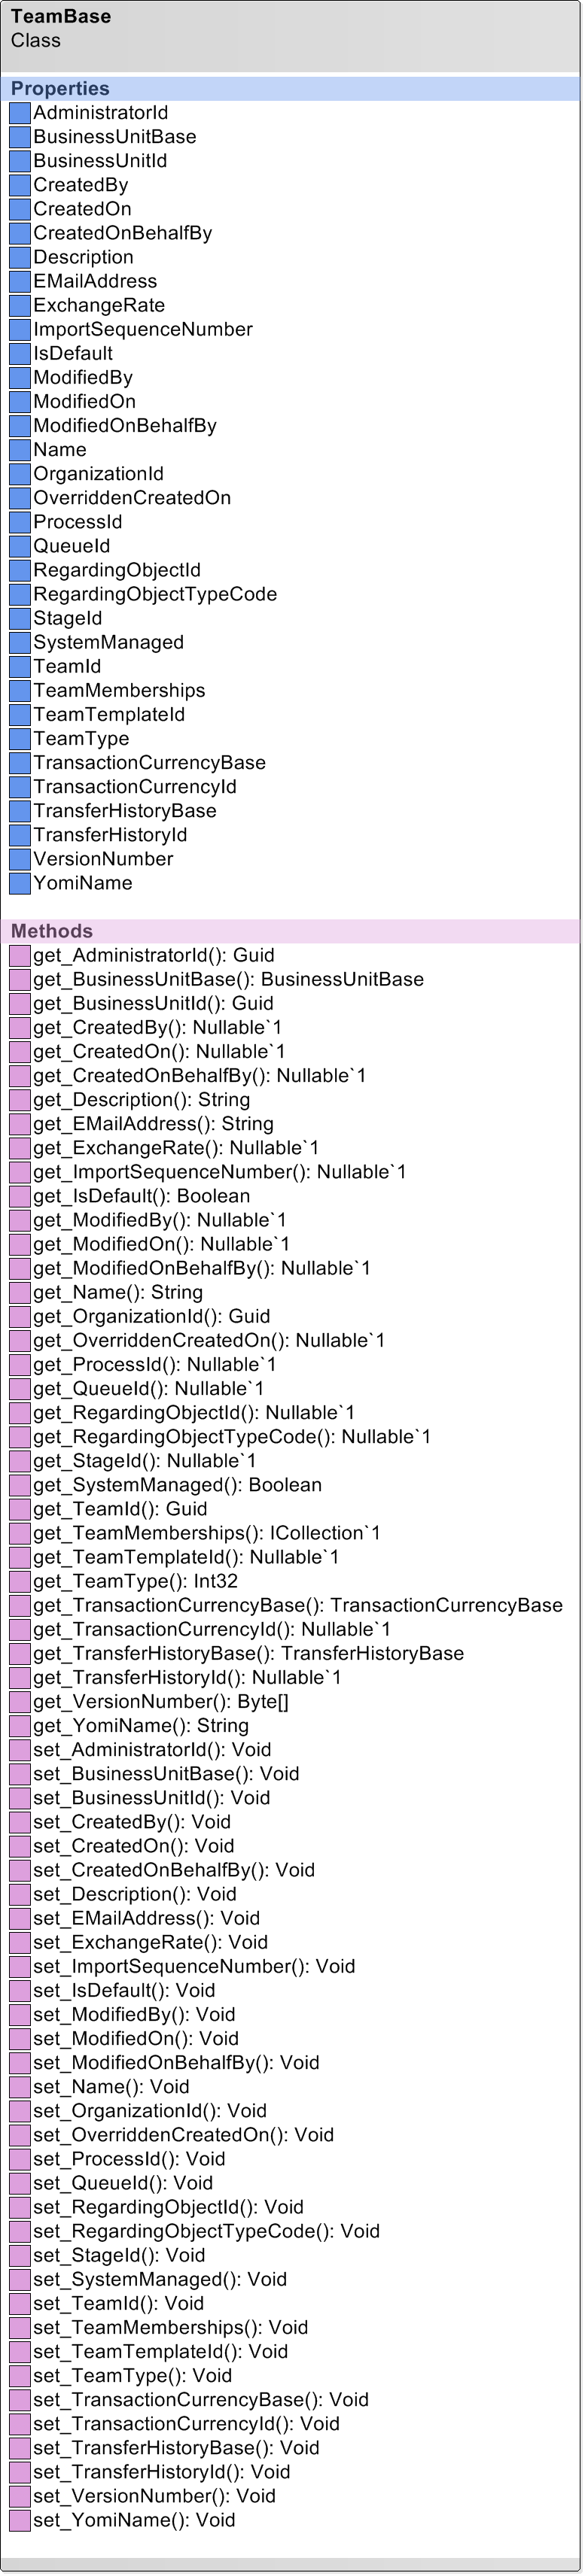 TeamBase
Class
Properties
AdministratorId
BusinessUnitBase
BusinessUnitId
CreatedBy
CreatedOn
CreatedOnBehalfBy
Description
EMailAddress
ExchangeRate
ImportSequenceNumber
IsDefault
ModifiedBy
ModifiedOn
ModifiedOnBehalfBy
Name
OrganizationId
OverriddenCreatedOn
ProcessId
QueueId
RegardingObjectId
RegardingObjectTypeCode
StageId
SystemManaged
TeamId
TeamMemberships
TeamTemplateId
TeamType
TransactionCurrencyBase
TransactionCurrencyId
TransferHistoryBase
TransferHistoryId
VersionNumber
YomiName
Methods
get_AdministratorId(): Guid
get_BusinessUnitBase(): BusinessUnitBase
get_BusinessUnitId(): Guid
get_CreatedBy(): Nullable`1
get_CreatedOn(): Nullable`1
get_CreatedOnBehalfBy(): Nullable`1
get_Description(): String
get_EMailAddress(): String
get_ExchangeRate(): Nullable`1
get_ImportSequenceNumber(): Nullable`1
get_IsDefault(): Boolean
get_ModifiedBy(): Nullable`1
get_ModifiedOn(): Nullable`1
get_ModifiedOnBehalfBy(): Nullable`1
get_Name(): String
get_OrganizationId(): Guid
get_OverriddenCreatedOn(): Nullable`1
get_ProcessId(): Nullable`1
get_QueueId(): Nullable`1
get_RegardingObjectId(): Nullable`1
get_RegardingObjectTypeCode(): Nullable`1
get_StageId(): Nullable`1
get_SystemManaged(): Boolean
get_TeamId(): Guid
get_TeamMemberships(): ICollection`1
get_TeamTemplateId(): Nullable`1
get_TeamType(): Int32
get_TransactionCurrencyBase(): TransactionCurrencyBase
get_TransactionCurrencyId(): Nullable`1
get_TransferHistoryBase(): TransferHistoryBase
get_TransferHistoryId(): Nullable`1
get_VersionNumber(): Byte[]
get_YomiName(): String
set_AdministratorId(): Void
set_BusinessUnitBase(): Void
set_BusinessUnitId(): Void
set_CreatedBy(): Void
set_CreatedOn(): Void
set_CreatedOnBehalfBy(): Void
set_Description(): Void
set_EMailAddress(): Void
set_ExchangeRate(): Void
set_ImportSequenceNumber(): Void
set_IsDefault(): Void
set_ModifiedBy(): Void
set_ModifiedOn(): Void
set_ModifiedOnBehalfBy(): Void
set_Name(): Void
set_OrganizationId(): Void
set_OverriddenCreatedOn(): Void
set_ProcessId(): Void
set_QueueId(): Void
set_RegardingObjectId(): Void
set_RegardingObjectTypeCode(): Void
set_StageId(): Void
set_SystemManaged(): Void
set_TeamId(): Void
set_TeamMemberships(): Void
set_TeamTemplateId(): Void
set_TeamType(): Void
set_TransactionCurrencyBase(): Void
set_TransactionCurrencyId(): Void
set_TransferHistoryBase(): Void
set_TransferHistoryId(): Void
set_VersionNumber(): Void
set_YomiName(): Void